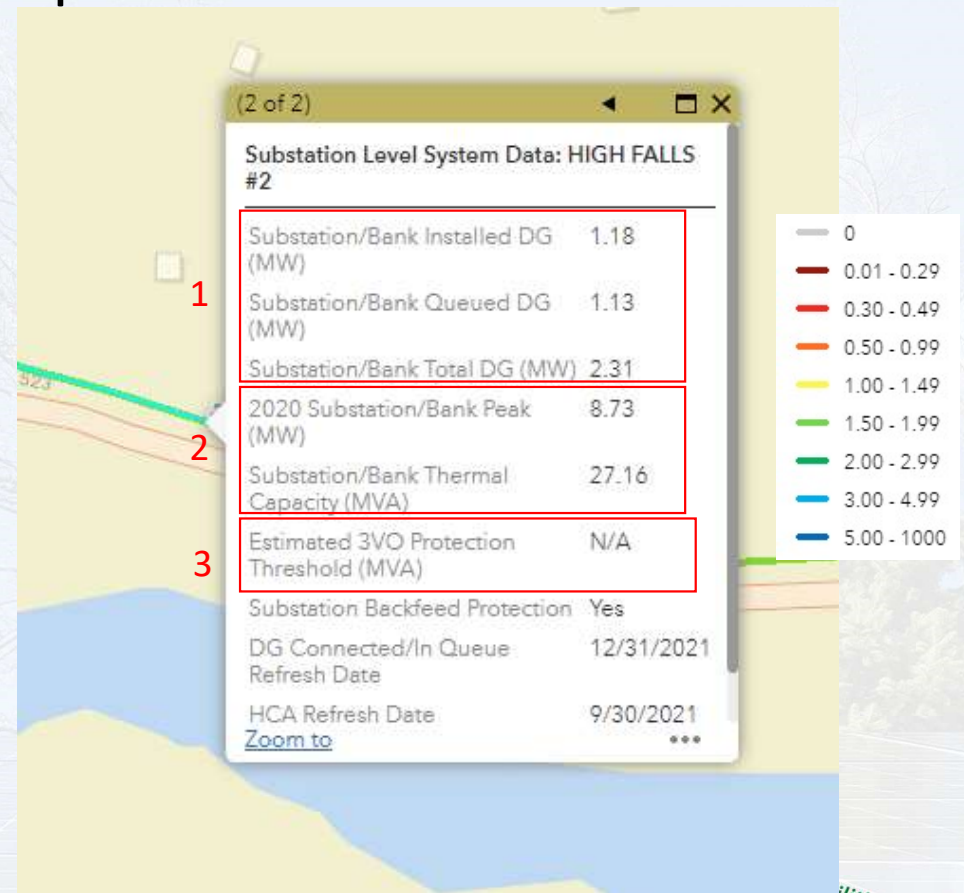 (2 of 2)
Substation Level System Data: HIGH FALLS
#2
1
Substation/Bank Installed DG 1.18
(MW)
Substation/Bank Queued DG 1.13
(MW)
Substation/Bank Total DG (MW) 2.31
2
2020 Substation/Bank Peak 8.73
(MW)
Substation/Bank Thermal 27.16
Capacity (MVA)
3
Estimated 3VO Protection N/A
Threshold (MVA)
Substation Backfeed Protection Yes
DG Connected/In Queue 12/31/2021
Refresh Date
HCA Refresh Date 9/30/2021
Zoom to
0
0.01 - 0.29
0.30 - 0.49
0.50 - 0.99
1.00 - 1.49
1.50 - 1.99
2.00 - 2.99
3.00 - 4.99
5.00 - 1000